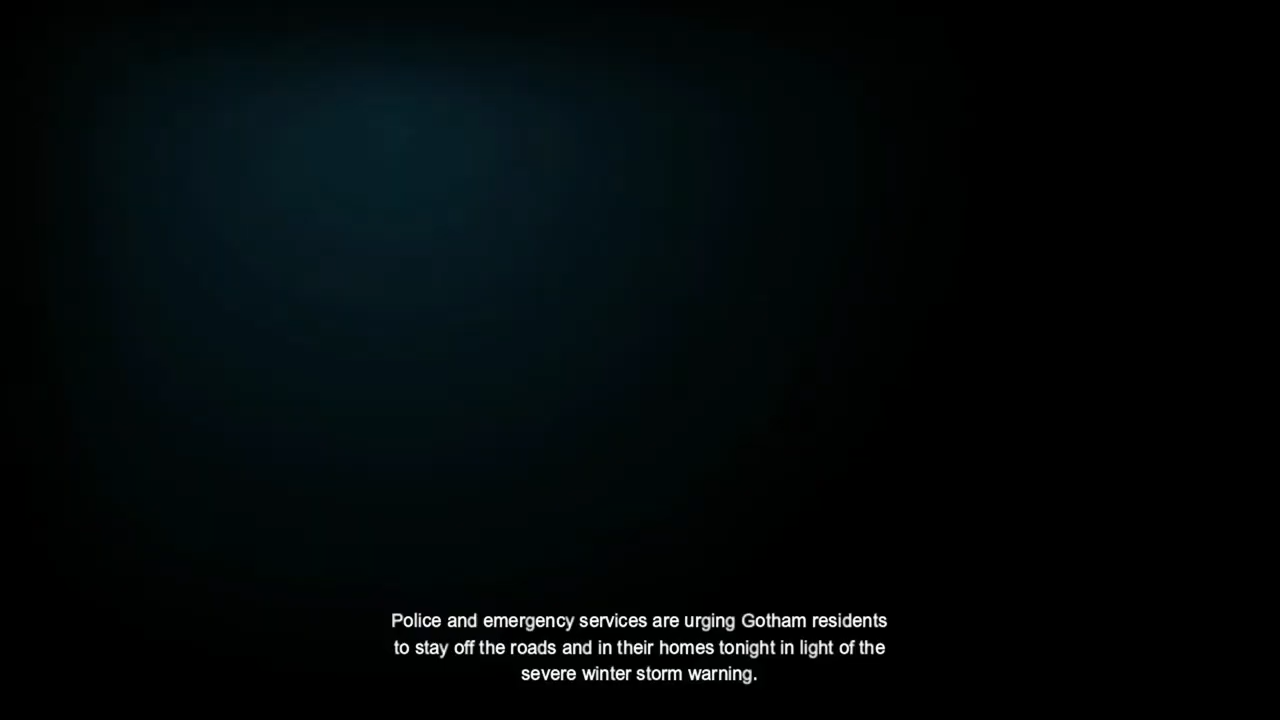 Police and emergency services are urging Gotham residents
to stay off the roads and in their homes tonight in light of the
severe winter storm warning.